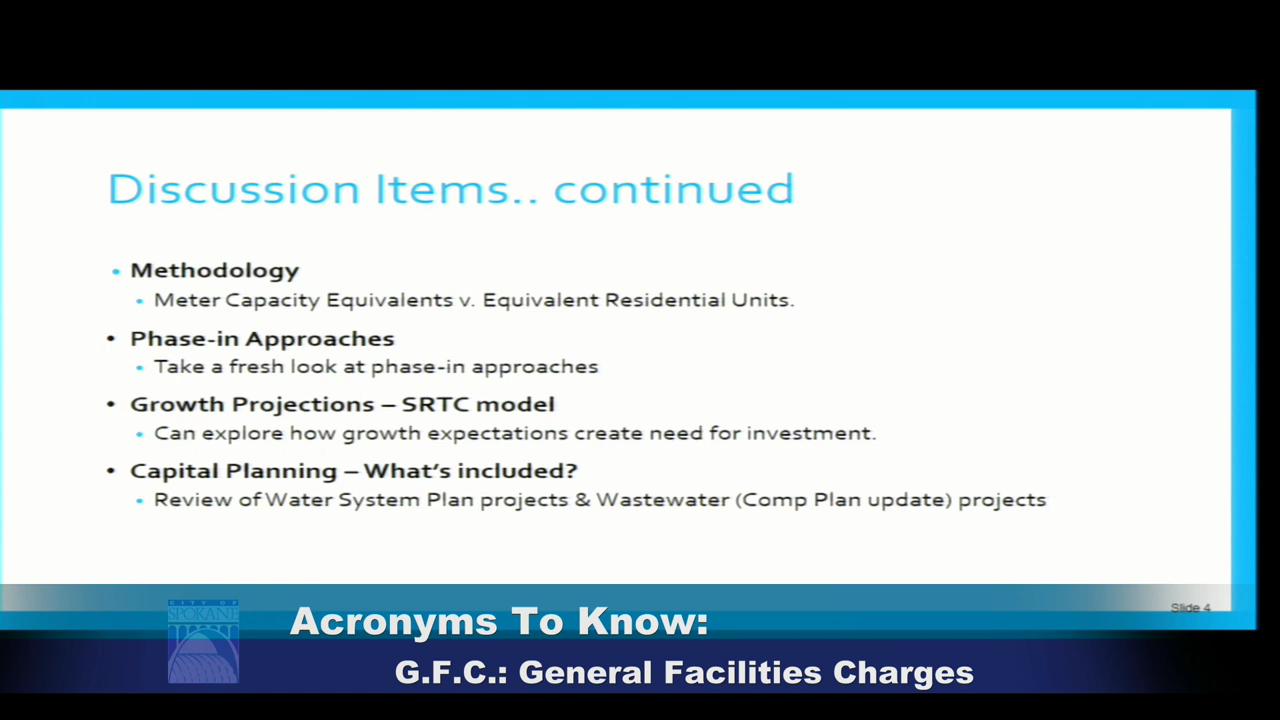 Discussion Items.. continued
• Methodology
• Meter Capacity Equivalents v. Equivalent Residential Units.
• Phase-in Approaches
• Take a fresh look at phase-in approaches
• Growth Projections – SRTC model
• Can explore how growth expectations create need for investment.
• Capital Planning – What's included?
• Review of Water System Plan projects & Wastewater (Comp Plan update) projects
Slide 4
CITY OF
SPOKANE
Acronyms To Know:
G.F.C.: General Facilities Charges